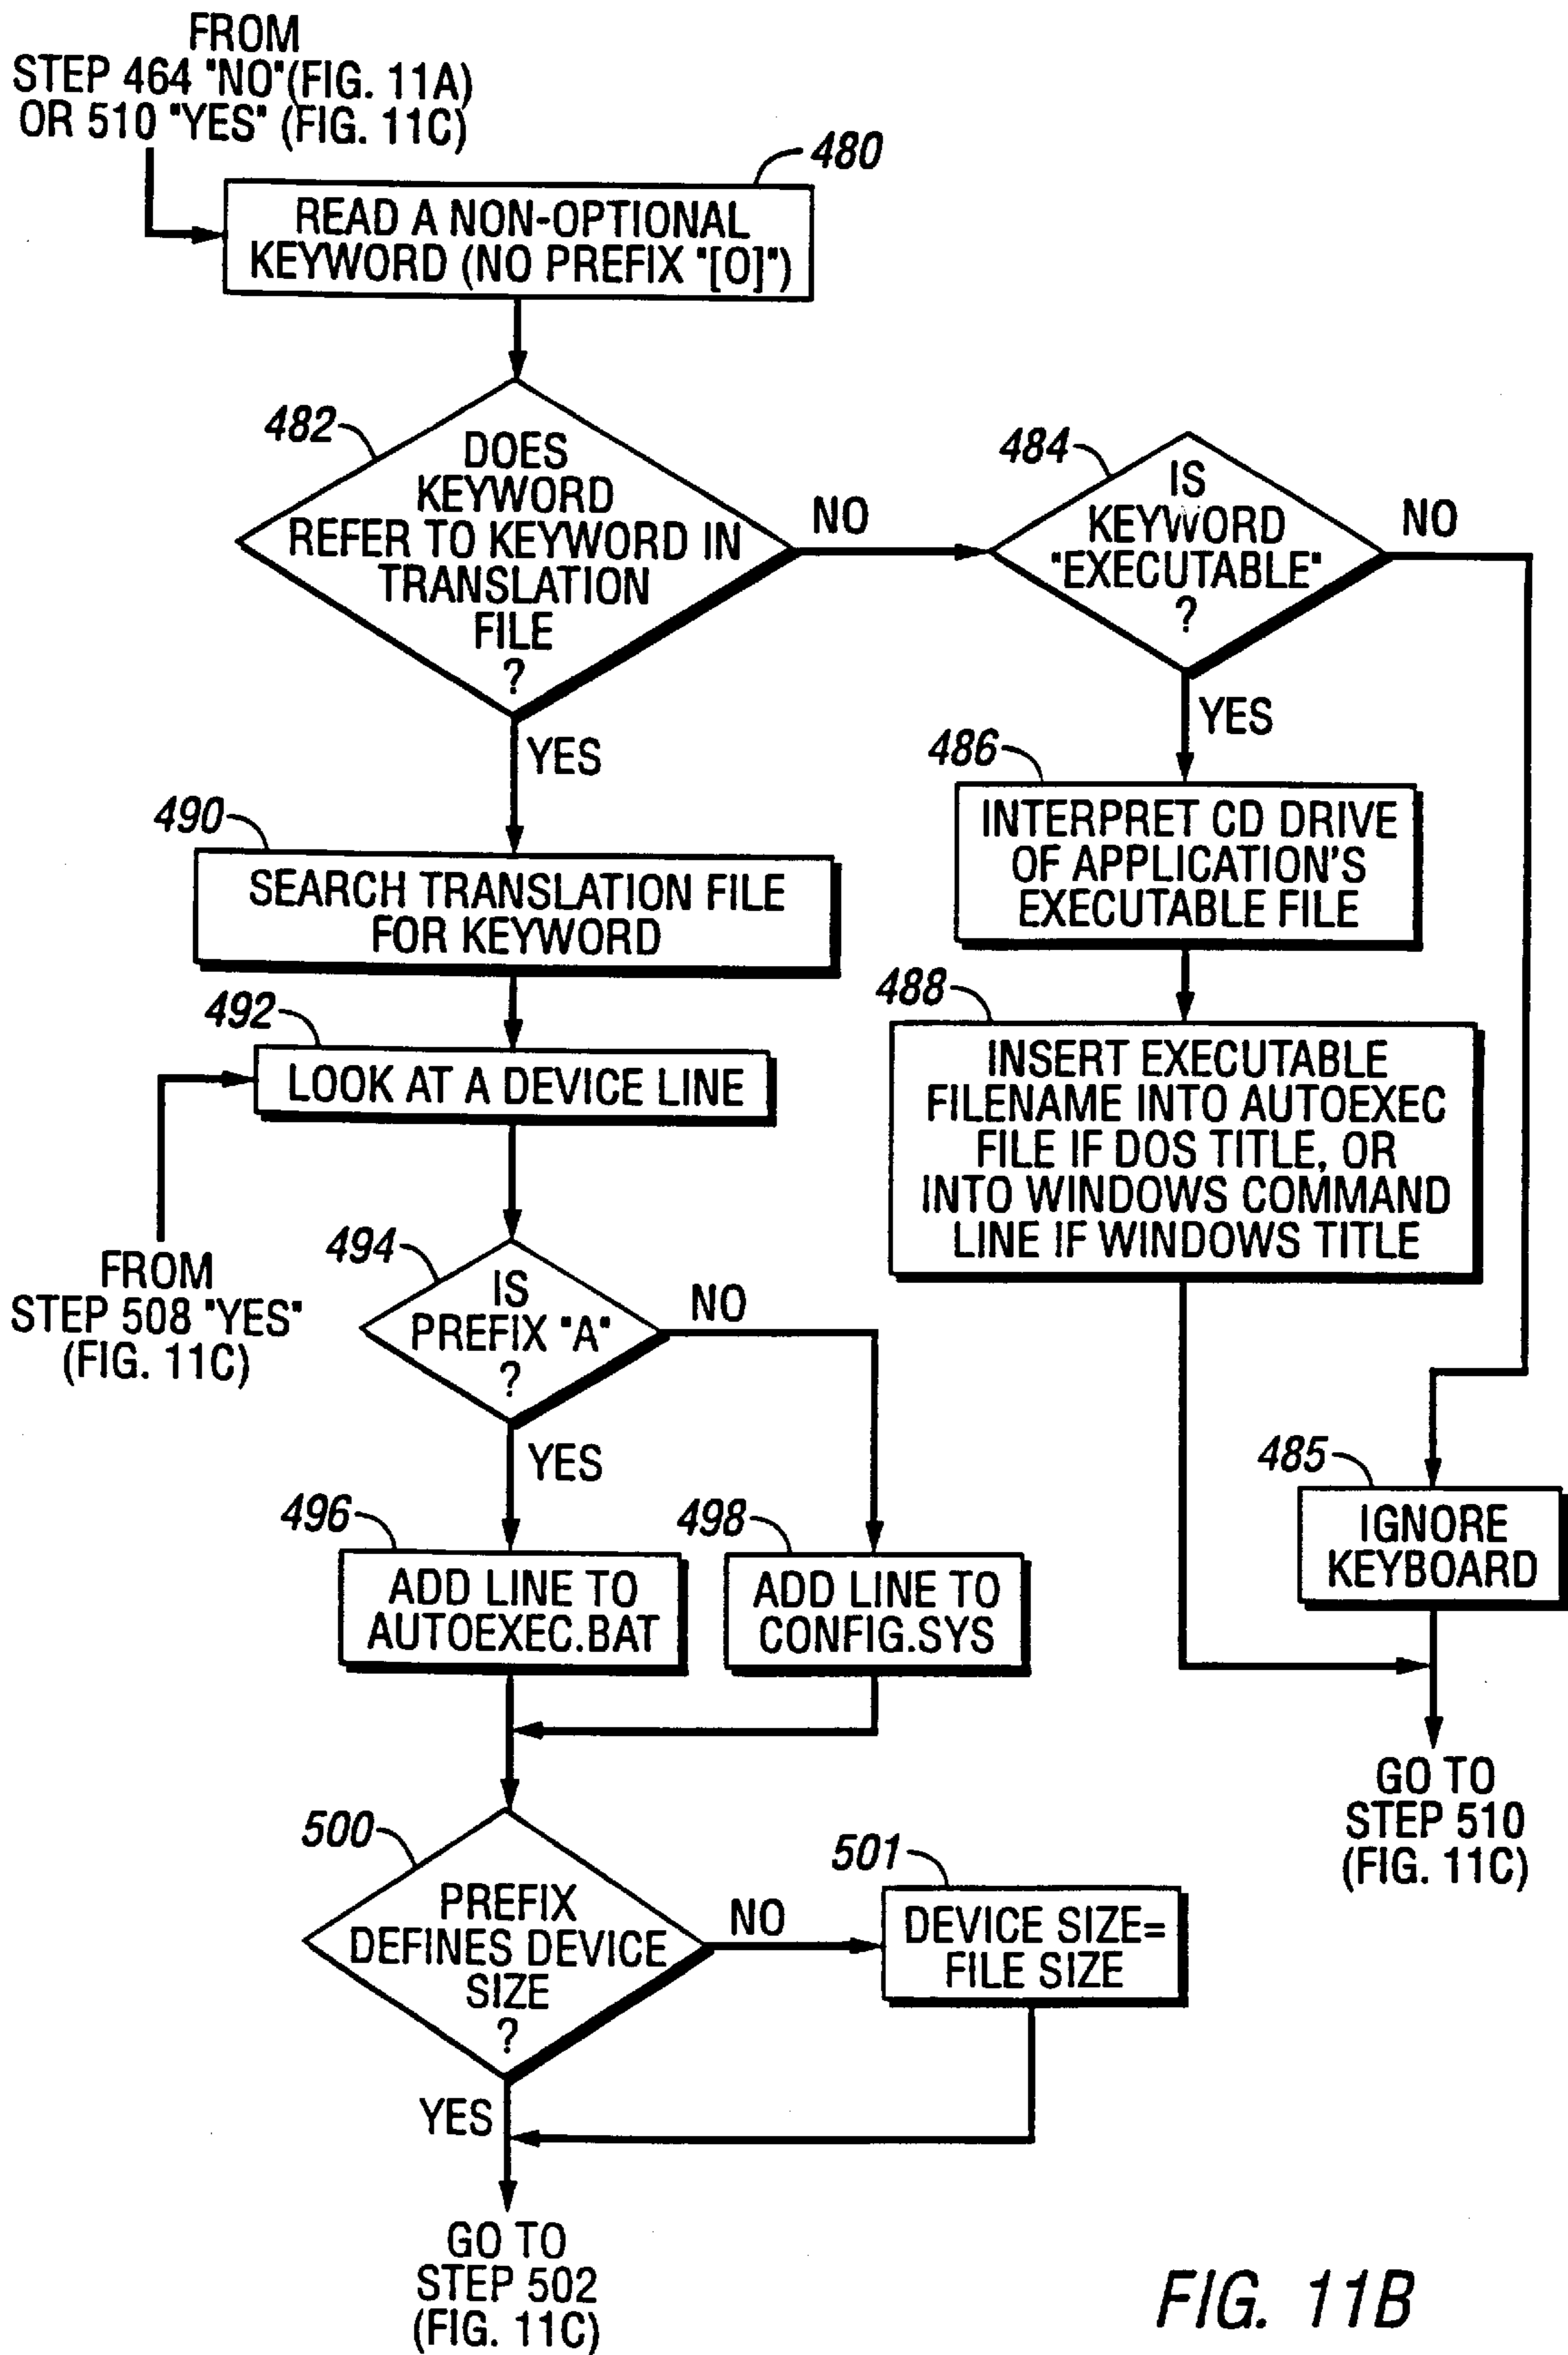 FROM
STEP 464 "NO"(FIG. 11A)
OR 510 "YES" (FIG. 11C)
480
READ A NON-OPTIONAL
KEYWORD (NO PREFIX "[O]")
482
DOES
KEYWORD
REFER TO KEYWORD IN
TRANSLATION
FILE
?
NO
YES
484
IS
KEYWORD
"EXECUTABLE"
?
NO
YES
486
INTERPRET CD DRIVE
OF APPLICATION'S
EXECUTABLE FILE
490
SEARCH TRANSLATION FILE
FOR KEYWORD
488
INSERT EXECUTABLE
FILENAME INTO AUTOEXEC
FILE IF DOS TITLE, OR
INTO WINDOWS COMMAND
LINE IF WINDOWS TITLE
492
LOOK AT A DEVICE LINE
FROM
STEP 508 "YES"
(FIG. 11C)
494
IS
PREFIX "A"
?
NO
YES
485
IGNORE
KEYBOARD
496
ADD LINE TO
AUTOEXEC.BAT
498
ADD LINE TO
CONFIG.SYS
GO TO
STEP 510
(FIG. 11C)
500
PREFIX
DEFINES DEVICE
SIZE
?
NO
YES
501
DEVICE SIZE=
FILE SIZE
GO TO
STEP 502
(FIG. 11C)
FIG. 11B